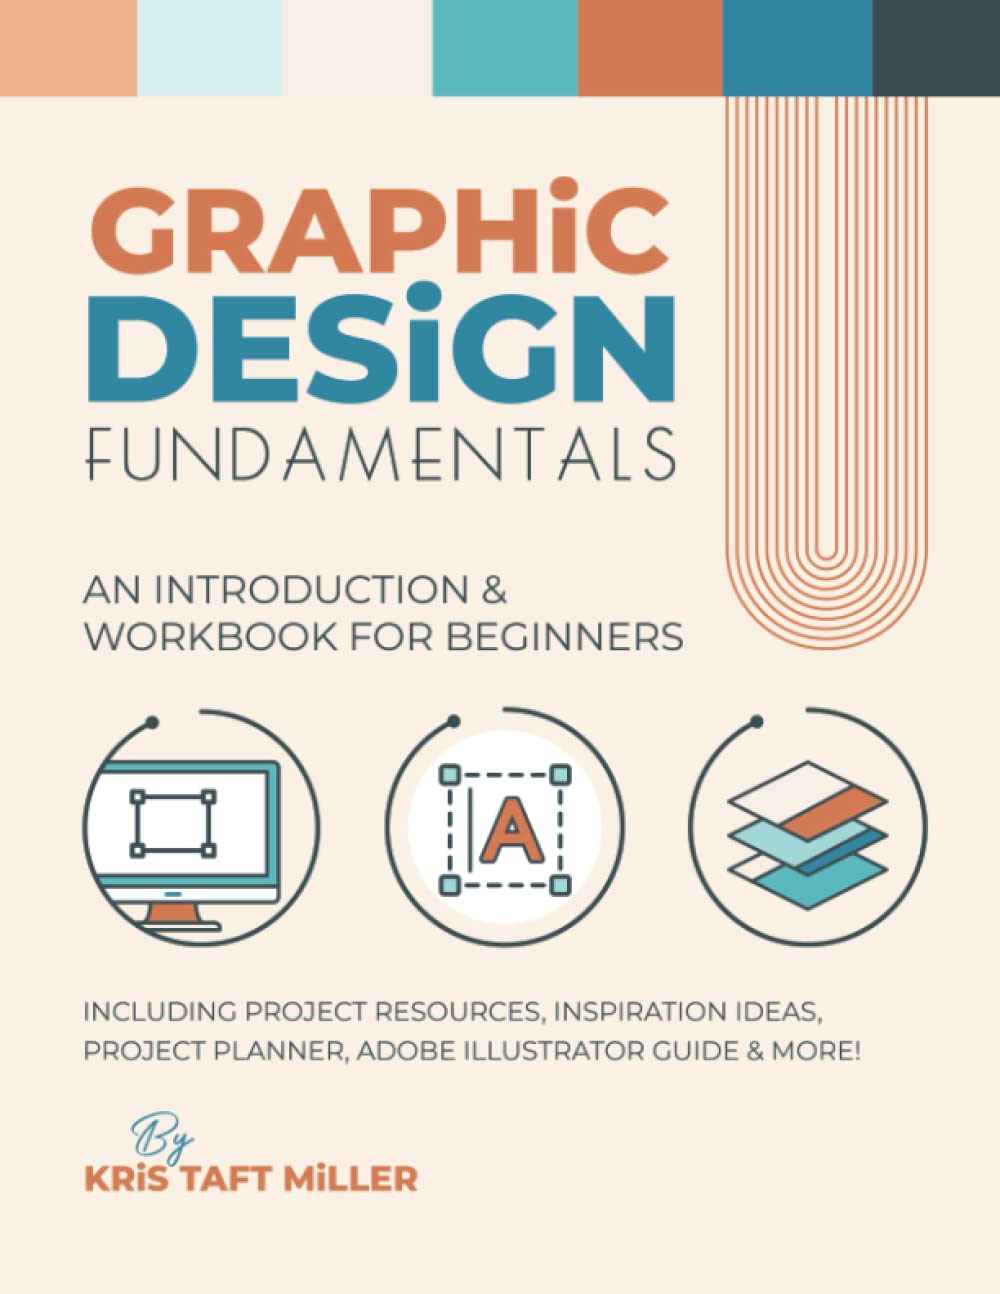 GRAPHiC
DESiGN
FUNDAMENTALS
AN INTRODUCTION &
WORKBOOK FOR BEGINNERS
A
INCLUDING PROJECT RESOURCES, INSPIRATION IDEAS,
PROJECT PLANNER, ADOBE ILLUSTRATOR GUIDE & MORE!
By
KRiS TAFT MiLLER